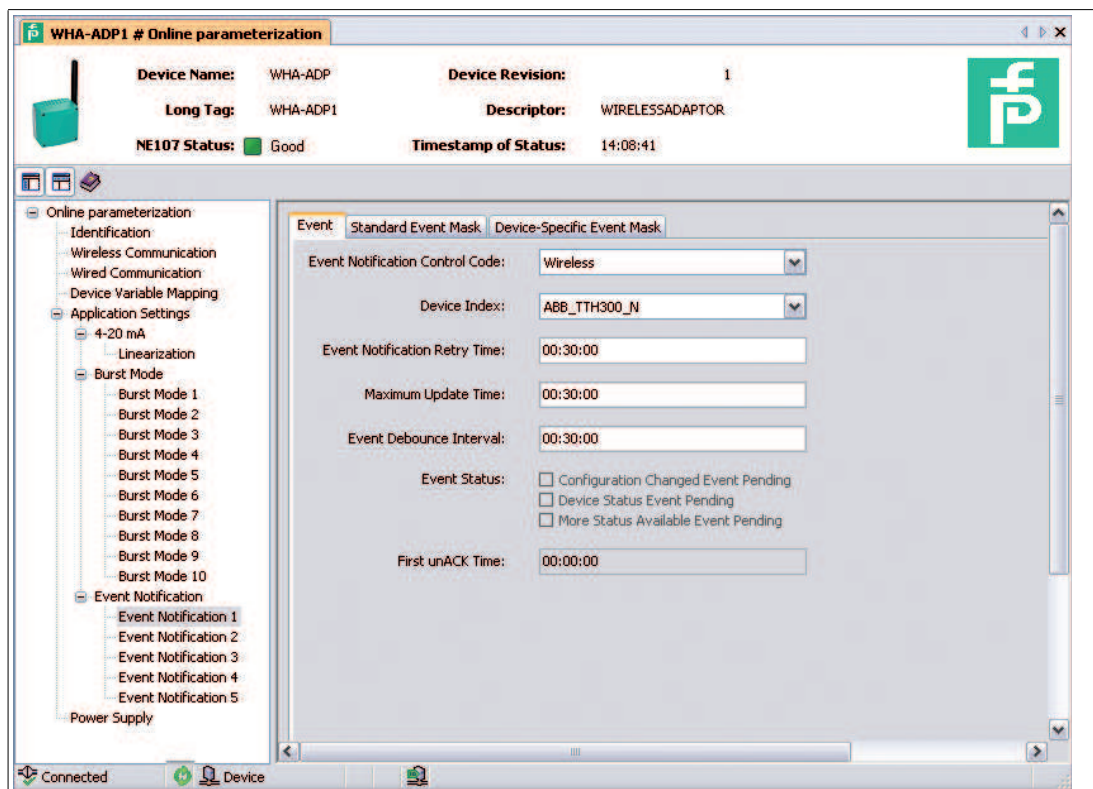 WHA-ADP1 # Online parameterization
Device Name: WHA-ADP Device Revision: 1
Long Tag: WHA-ADP1 Descriptor: WIRELESSADAPTOR
NE107 Status: Good Timestamp of Status: 14:08:41
Online parameterization
Identification
Wireless Communication
Wired Communication
Device Variable Mapping
Application Settings
4-20 mA
Linearization
Burst Mode
Burst Mode 1
Burst Mode 2
Burst Mode 3
Burst Mode 4
Burst Mode 5
Burst Mode 6
Burst Mode 7
Burst Mode 8
Burst Mode 9
Burst Mode 10
Event Notification
Event Notification 1
Event Notification 2
Event Notification 3
Event Notification 4
Event Notification 5
Power Supply
Event Standard Event Mask Device-Specific Event Mask
Event Notification Control Code: Wireless
Device Index: ABB_TTH300_N
Event Notification Retry Time: 00:30:00
Maximum Update Time: 00:30:00
Event Debounce Interval: 00:30:00
Event Status: Configuration Changed Event Pending
Device Status Event Pending
More Status Available Event Pending
First unACK Time: 00:00:00
Connected Device